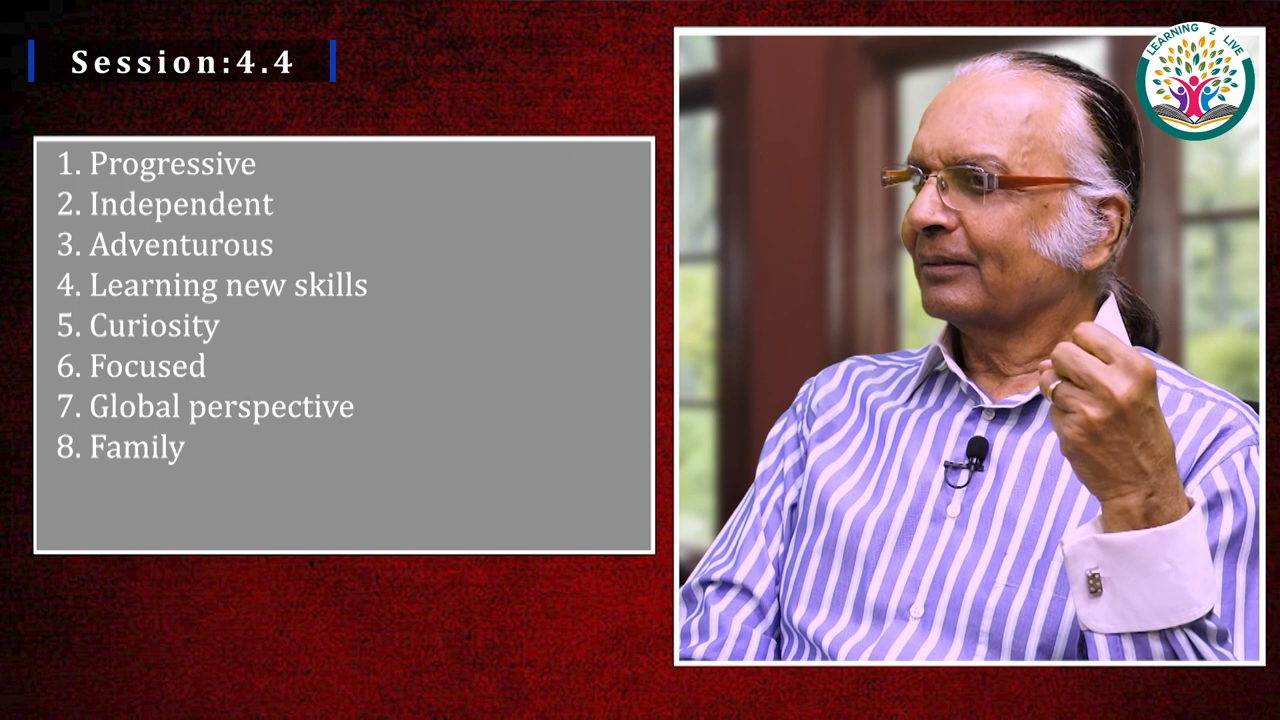 Session:4.4
LEARNING 2 LIVE
1. Progressive
2. Independent
3. Adventurous
4. Learning new skills
5. Curiosity
6. Focused
7. Global perspective
8. Family